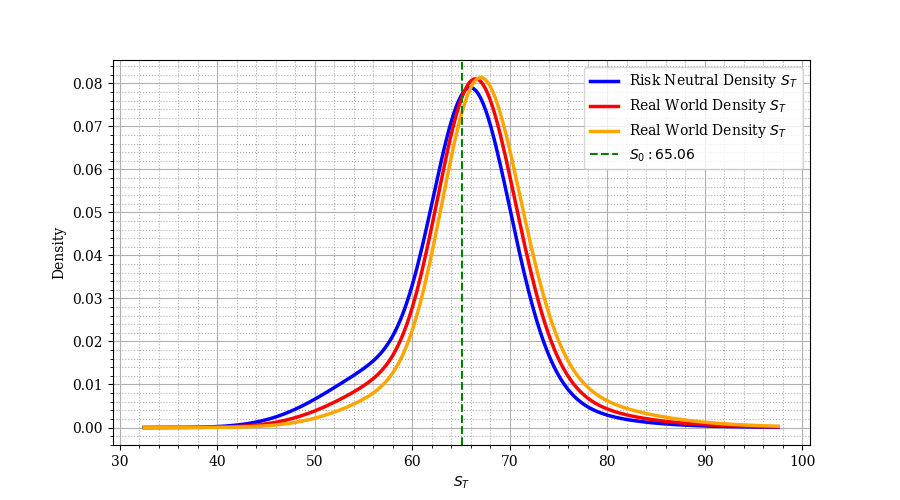 0.08
0.07
0.06
0.05
0.04
0.03
0.02
0.01
0.00
Density
30 40 50 60 70 80 90 100
S_T
Risk Neutral Density S_T
Real World Density S_T
Real World Density S_T
S_0 : 65.06